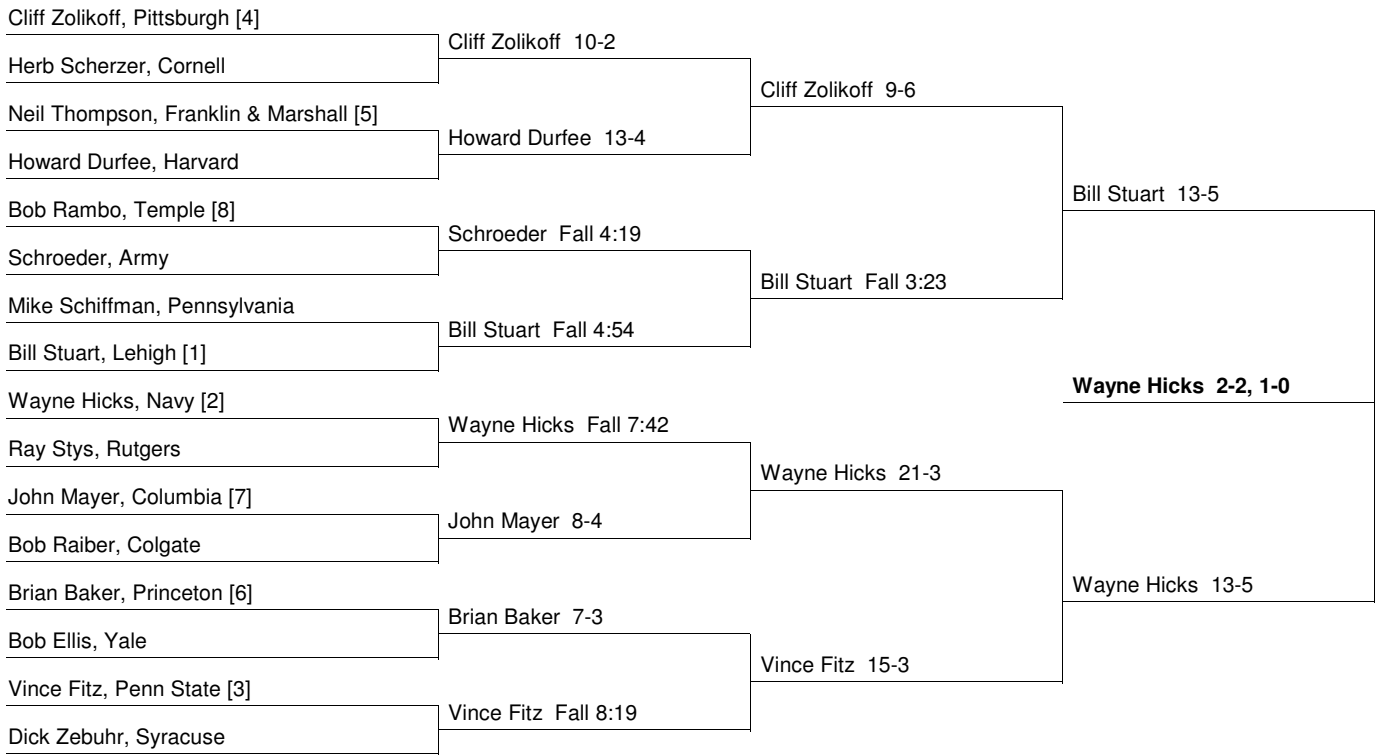 Cliff Zolikoff, Pittsburgh [4]
Herb Scherzer, Cornell
Neil Thompson, Franklin & Marshall [5]
Howard Durfee, Harvard
Bob Rambo, Temple [8]
Schroeder, Army
Mike Schiffman, Pennsylvania
Bill Stuart, Lehigh [1]
Wayne Hicks, Navy [2]
Ray Stys, Rutgers
John Mayer, Columbia [7]
Bob Raiber, Colgate
Brian Baker, Princeton [6]
Bob Ellis, Yale
Vince Fitz, Penn State [3]
Dick Zebuhr, Syracuse
Cliff Zolikoff 10-2
Howard Durfee 13-4
Schroeder Fall 4:19
Bill Stuart Fall 4:54
Wayne Hicks Fall 7:42
John Mayer 8-4
Brian Baker 7-3
Vince Fitz Fall 8:19
Cliff Zolikoff 9-6
Bill Stuart Fall 3:23
Wayne Hicks 21-3
Vince Fitz 15-3
Bill Stuart 13-5
Wayne Hicks 13-5
Wayne Hicks 2-2, 1-0